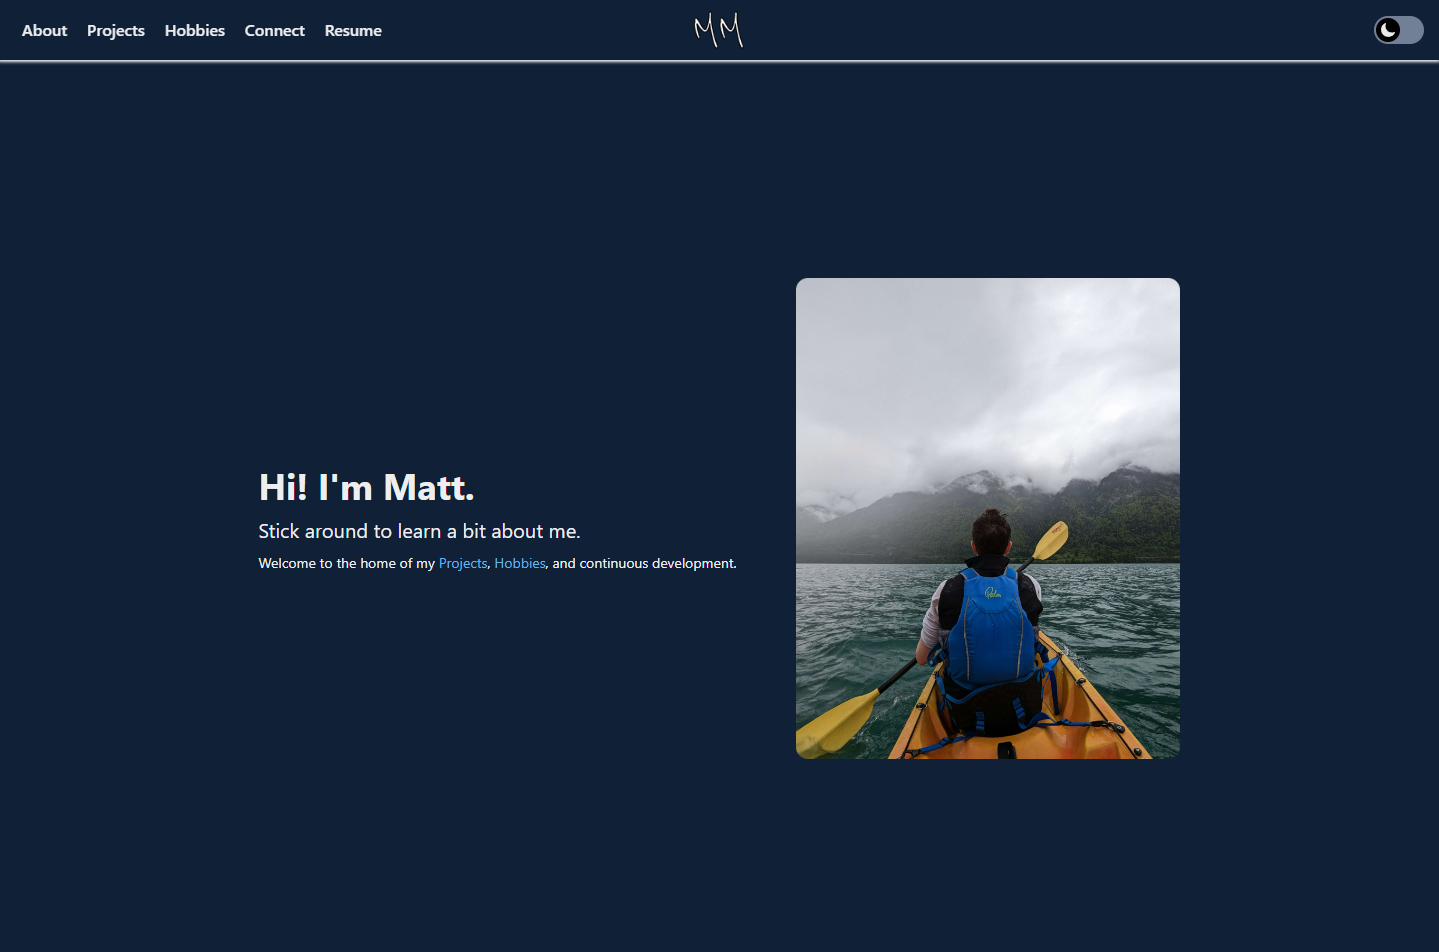 About Projects Hobbies Connect Resume
MM
Hi! I'm Matt.
Stick around to learn a bit about me.
Welcome to the home of my Projects, Hobbies, and continuous development.